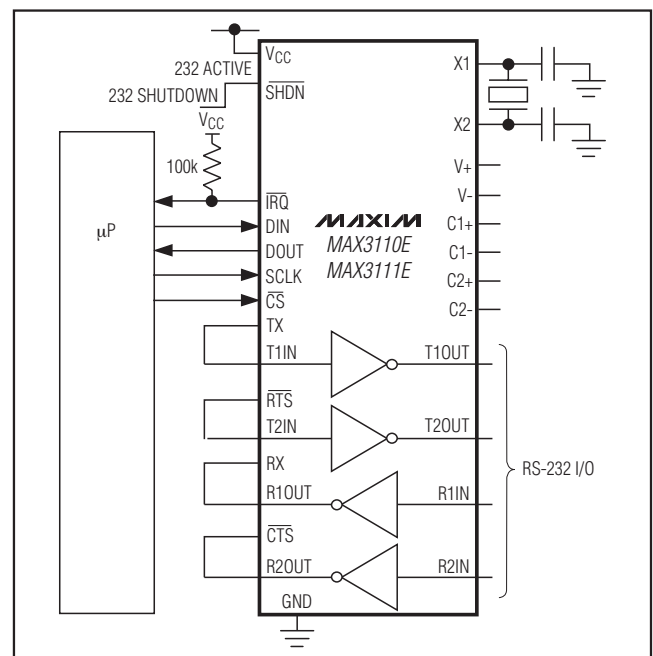 VCC
232 ACTIVE
SHDN
232 SHUTDOWN
VCC
100k
µP
IRQ
DIN
DOUT
SCLK
CS
TX
T1IN
RTS
T2IN
RX
R1OUT
CTS
R2OUT
GND
MAXIM
MAX3110E
MAX3111E
X1
X2
V+
V-
C1+
C1-
C2+
C2-
T1OUT
T2OUT
R1IN
R2IN
RS-232 I/O